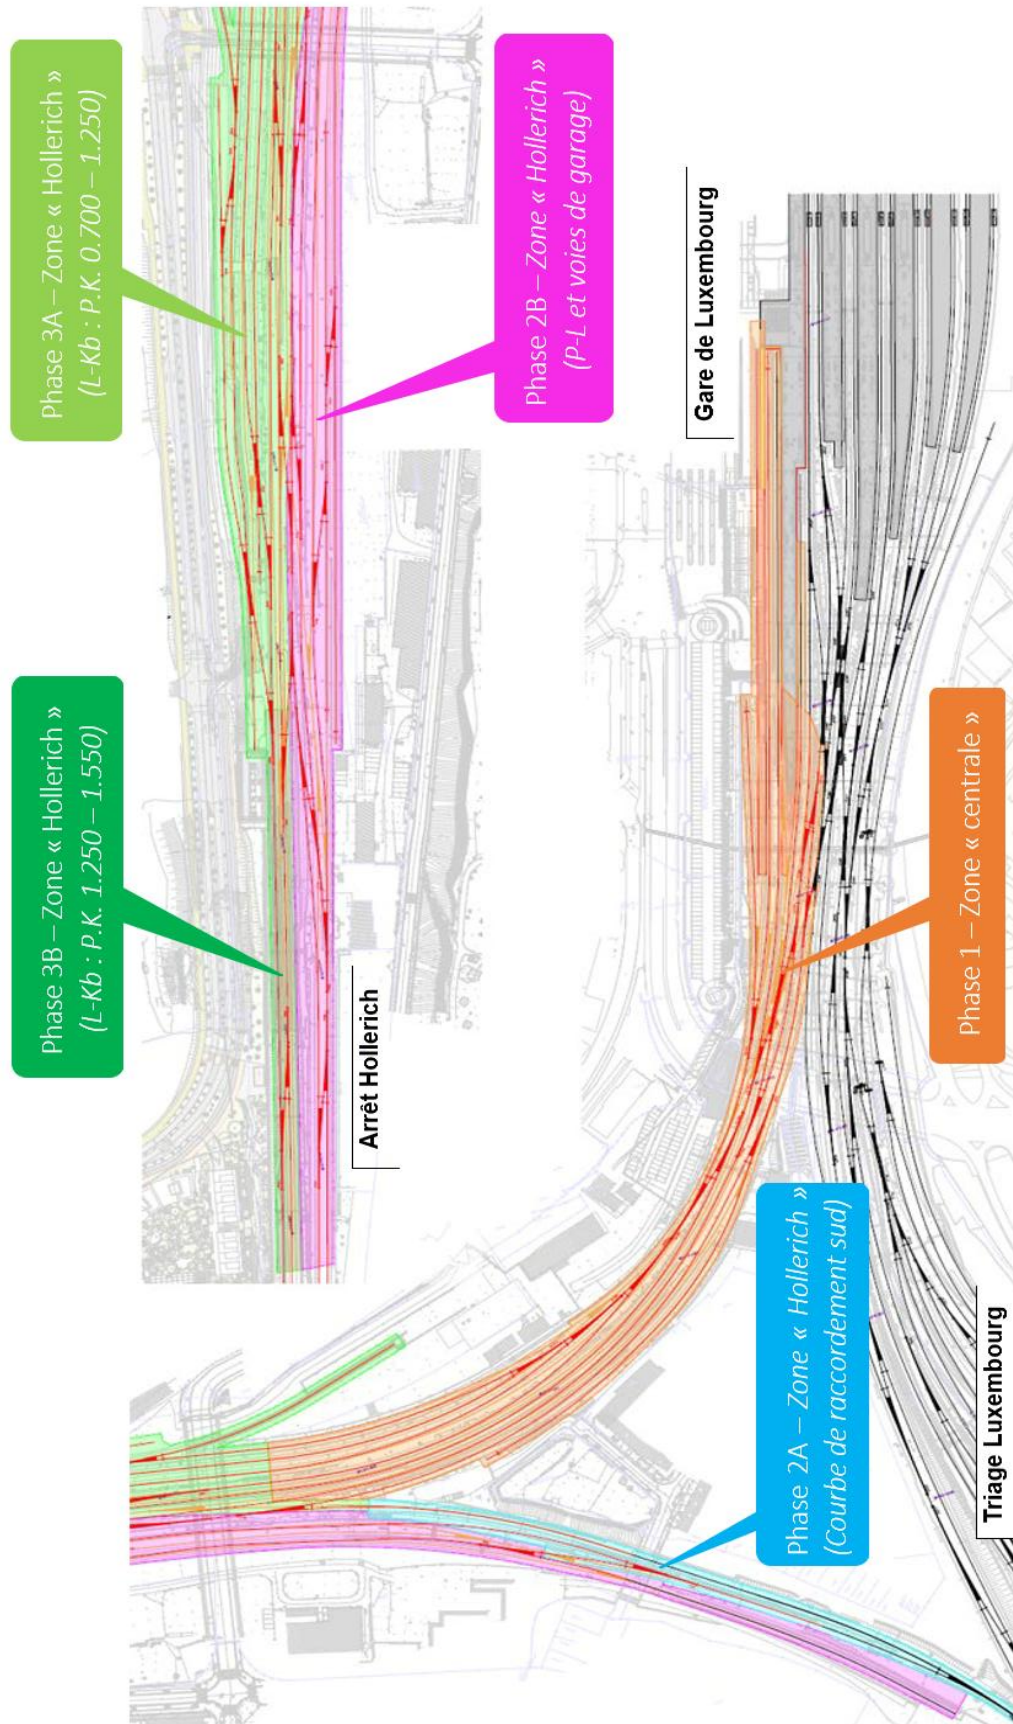 Phase 3A – Zone « Hollerich »
(L-Kb : P.K. 0.700 – 1.250)
Phase 2B – Zone « Hollerich »
(P-L et voies de garage)
Phase 3B – Zone « Hollerich »
(L-Kb : P.K. 1.250 – 1.550)
Arrêt Hollerich
Gare de Luxembourg
Phase 1 – Zone « centrale »
Phase 2A – Zone « Hollerich »
(Courbe de raccordement sud)
Triage Luxembourg